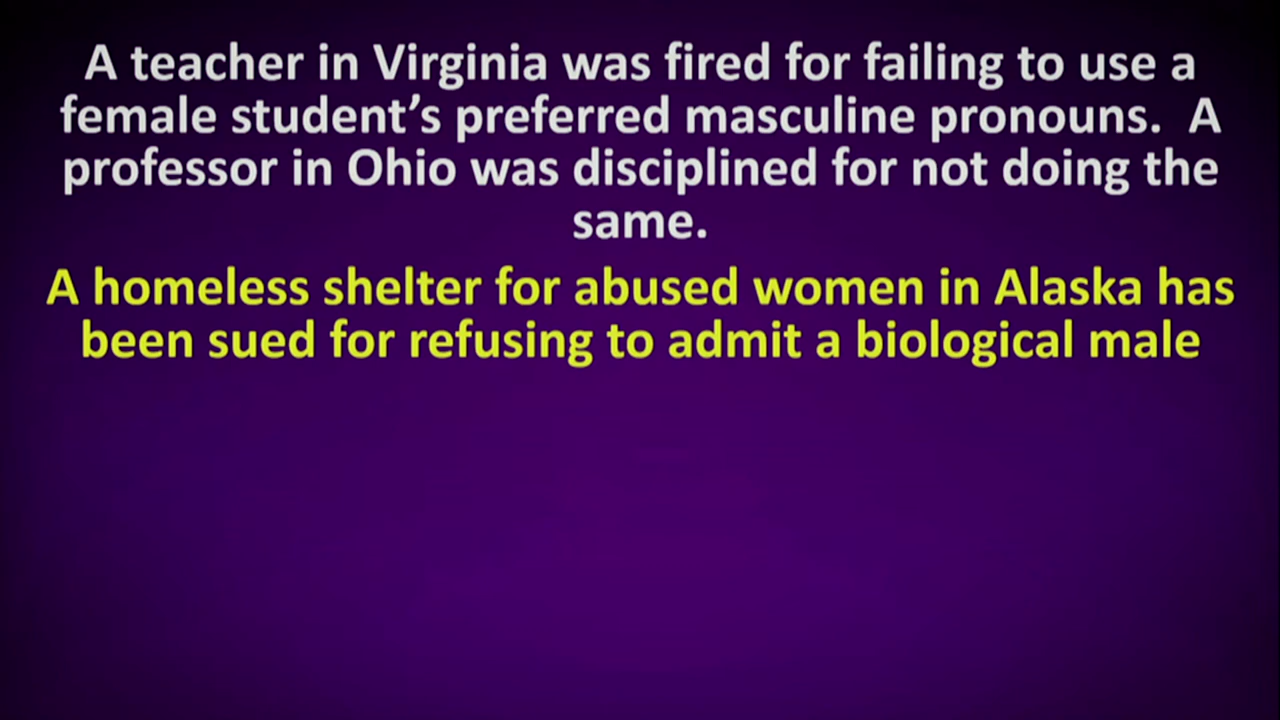 A teacher in Virginia was fired for failing to use a
female student’s preferred masculine pronouns.  A
professor in Ohio was disciplined for not doing the
same.
A homeless shelter for abused women in Alaska has
been sued for refusing to admit a biological male